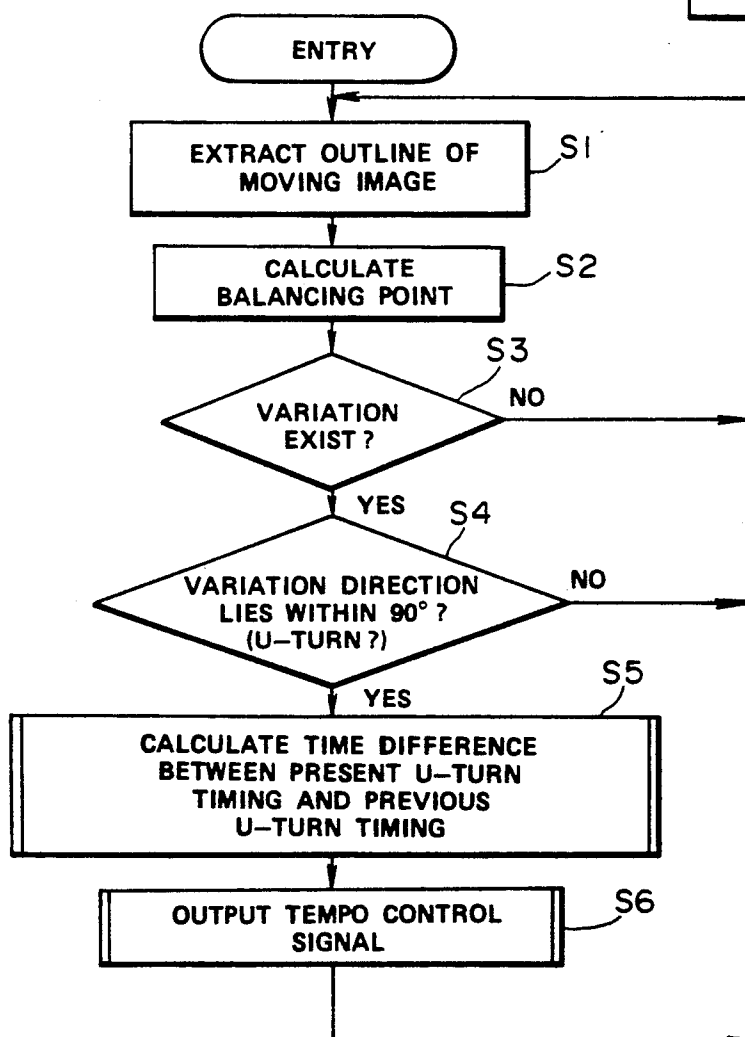 ENTRY
EXTRACT OUTLINE OF
MOVING IMAGE
S1
CALCULATE
BALANCING POINT
S2
S3
VARIATION
EXIST?
NO
YES
S4
VARIATION DIRECTION
LIES WITHIN 90°?
(U-TURN?)
NO
YES
S5
CALCULATE TIME DIFFERENCE
BETWEEN PRESENT U-TURN
TIMING AND PREVIOUS
U-TURN TIMING
OUTPUT TEMPO CONTROL
SIGNAL
S6